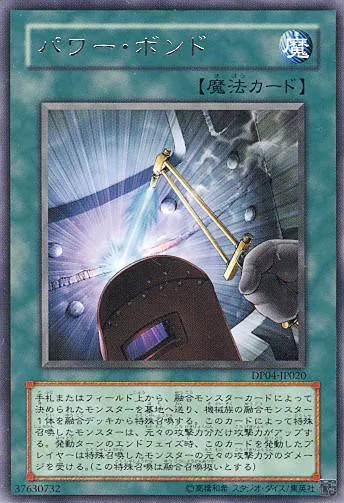 パワー・ボンド
魔
【魔法カード】
DP04-JP020
手札またはフィールド上から、融合モンスターカードによって
決められたモンスターを墓地へ送り、機械族の融合モンスター
1体を融合デッキから特殊召喚する。このカードによって特殊
召喚したモンスターは、元々の攻撃力分だけ攻撃力がアップす
る。発動ターンのエンドフェイズ時、このカードを発動したプ
レイヤーは特殊召喚したモンスターの元々の攻撃力分のダメー
ジを受ける。(この特殊召喚は融合召喚扱いとする)
37630732
©高橋和希 スタジオ・ダイス/集英社